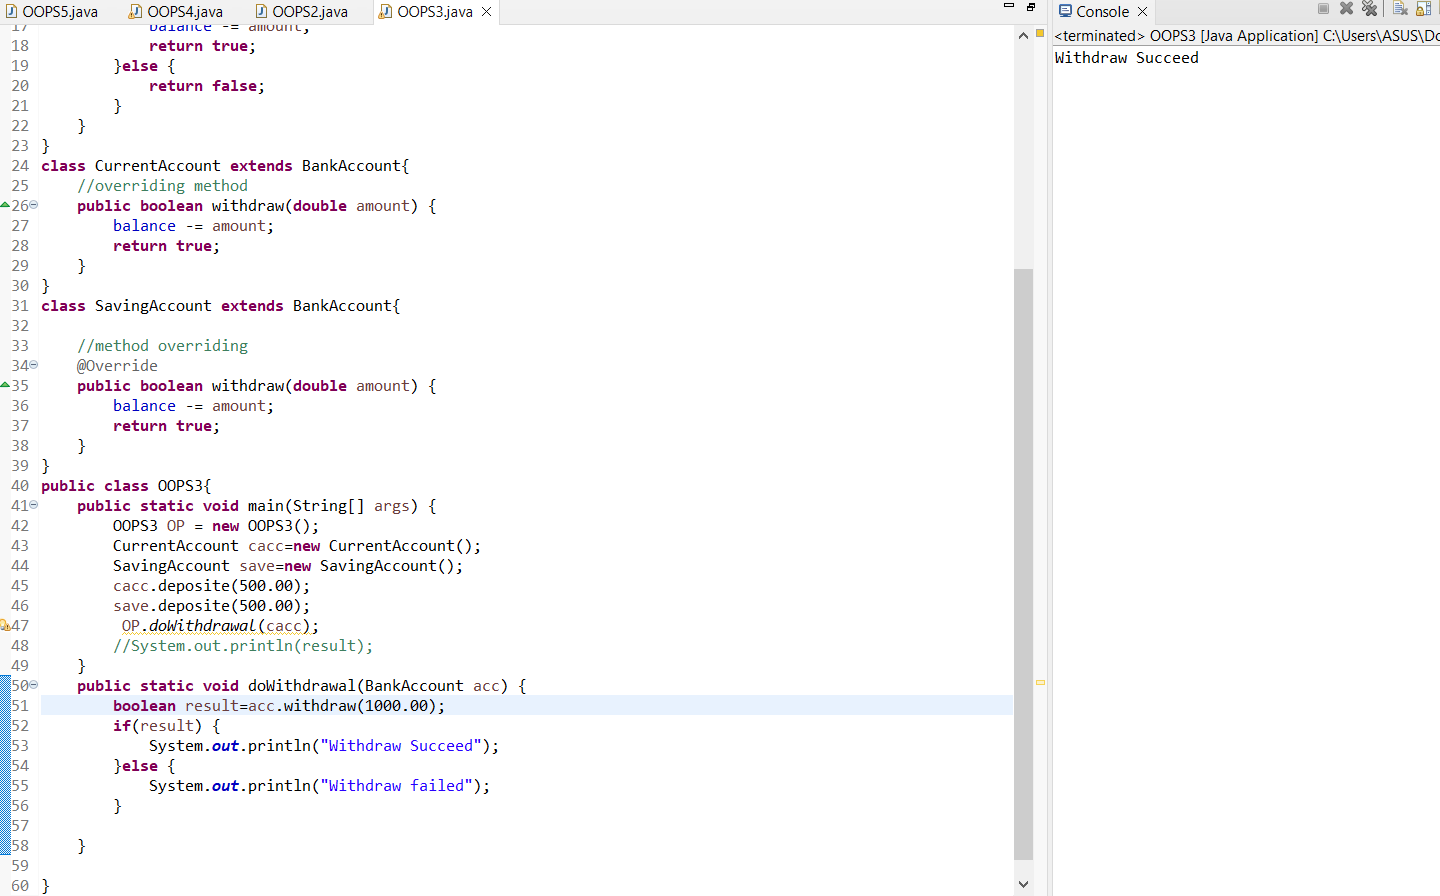 OOPS5.java OOPS4.java OOPS2.java OOPS3.java
17 balance -= amount;
18 return true;
19 }else {
20 return false;
21 }
22 }
23 }
24 class CurrentAccount extends BankAccount{
25 //overriding method
26 public boolean withdraw(double amount) {
27 balance -= amount;
28 return true;
29 }
30 }
31 class SavingAccount extends BankAccount{
32
33 //method overriding
34 @Override
35 public boolean withdraw(double amount) {
36 balance -= amount;
37 return true;
38 }
39 }
40 public class OOPS3{
41 public static void main(String[] args) {
42 OOPS3 OP = new OOPS3();
43 CurrentAccount cacc=new CurrentAccount();
44 SavingAccount save=new SavingAccount();
45 cacc.deposite(500.00);
46 save.deposite(500.00);
47 OP.doWithdrawal(cacc);
48 //System.out.println(result);
49 }
50 public static void doWithdrawal(BankAccount acc) {
51 boolean result=acc.withdraw(1000.00);
52 if(result) {
53 System.out.println("Withdraw Succeed");
54 }else {
55 System.out.println("Withdraw failed");
56 }
57
58 }
59
60 }
Console
<terminated> OOPS3 [Java Application] C:\Users\ASUS\Do
Withdraw Succeed